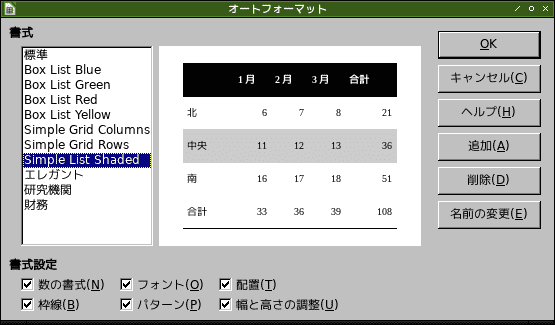 オートフォーマット
書式
標準
Box List Blue
Box List Green
Box List Red
Box List Yellow
Simple Grid Columns
Simple Grid Rows
Simple List Shaded
エレガント
研究機関
財務
1月 2月 3月 合計
北 6 7 8 21
中央 11 12 13 36
南 16 17 18 51
合計 33 36 39 108
OK
キャンセル(C)
ヘルプ(H)
追加(A)
削除(D)
名前の変更(E)
書式設定
数の書式(N) フォント(O) 配置(T)
枠線(B) パターン(P) 幅と高さの調整(U)